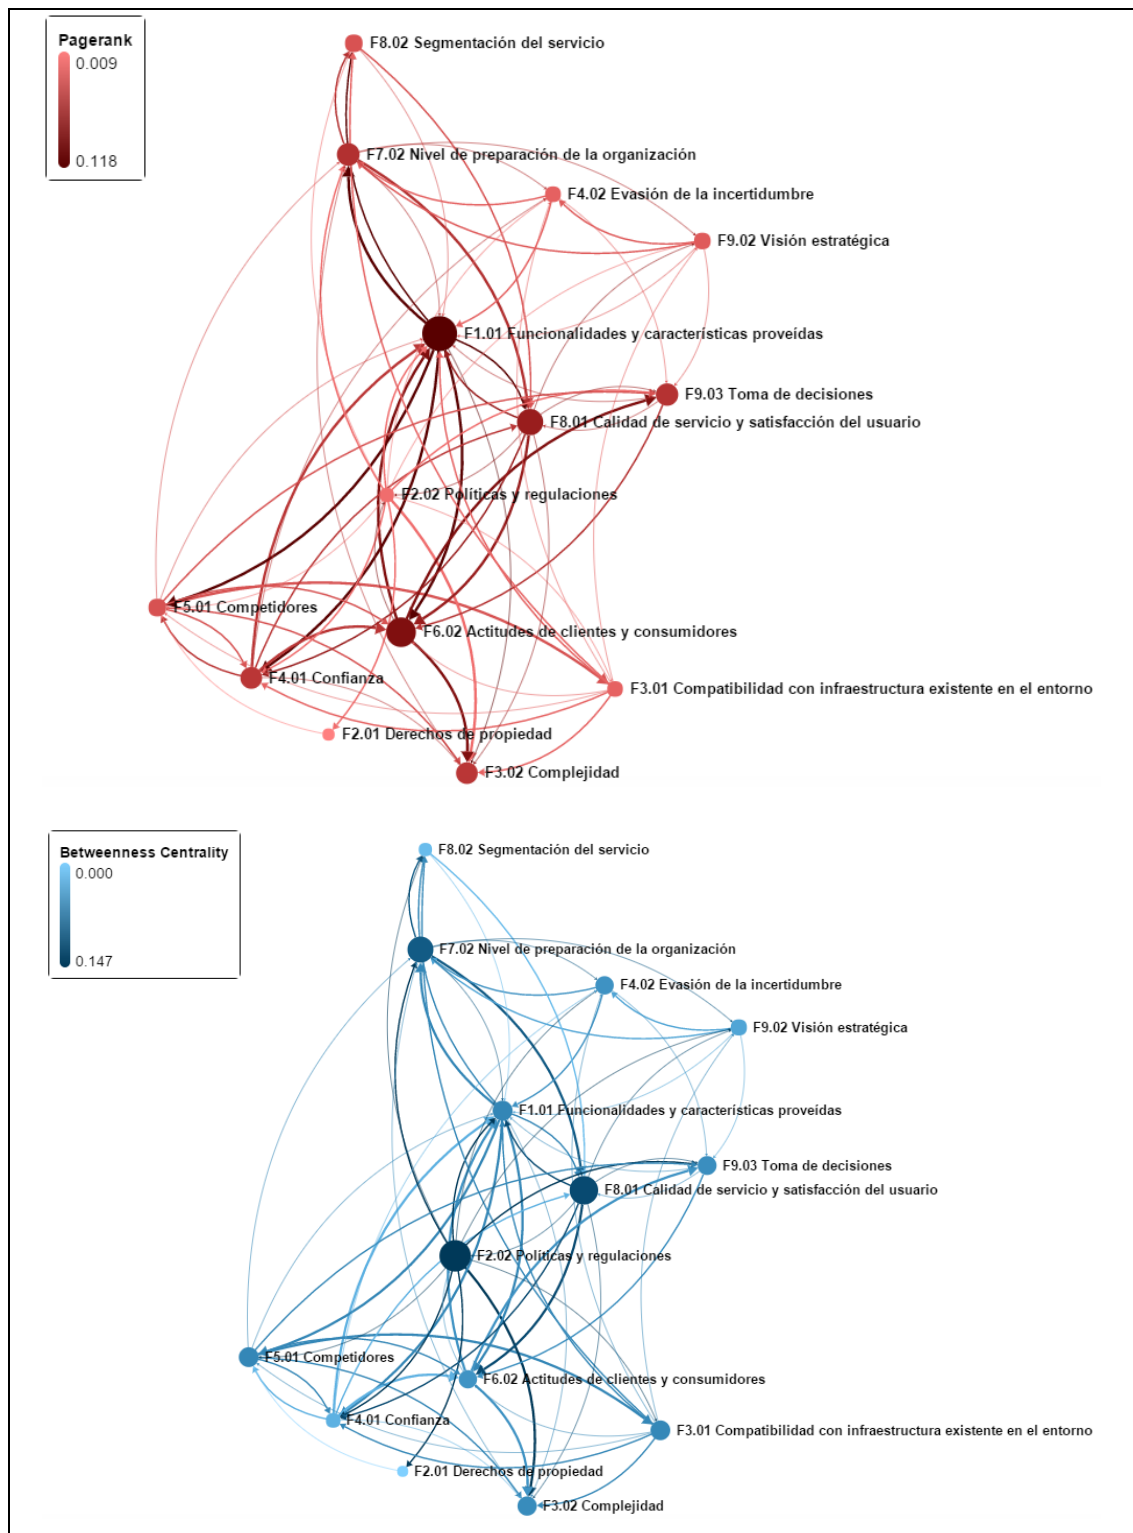 Pagerank
0.009
0.118
F8.02 Segmentación del servicio
F7.02 Nivel de preparación de la organización
F4.02 Evasión de la incertidumbre
F9.02 Visión estratégica
F1.01 Funcionalidades y características proveídas
F9.03 Toma de decisiones
F8.01 Calidad de servicio y satisfacción del usuario
F2.02 Políticas y regulaciones
F5.01 Competidores
F6.02 Actitudes de clientes y consumidores
F4.01 Confianza
F3.01 Compatibilidad con infraestructura existente en el entorno
F2.01 Derechos de propiedad
F3.02 Complejidad
Betweenness Centrality
0.000
0.147
F8.02 Segmentación del servicio
F7.02 Nivel de preparación de la organización
F4.02 Evasión de la incertidumbre
F9.02 Visión estratégica
F1.01 Funcionalidades y características proveídas
F9.03 Toma de decisiones
F8.01 Calidad de servicio y satisfacción del usuario
F2.02 Políticas y regulaciones
F5.01 Competidores
F6.02 Actitudes de clientes y consumidores
F4.01 Confianza
F3.01 Compatibilidad con infraestructura existente en el entorno
F2.01 Derechos de propiedad
F3.02 Complejidad